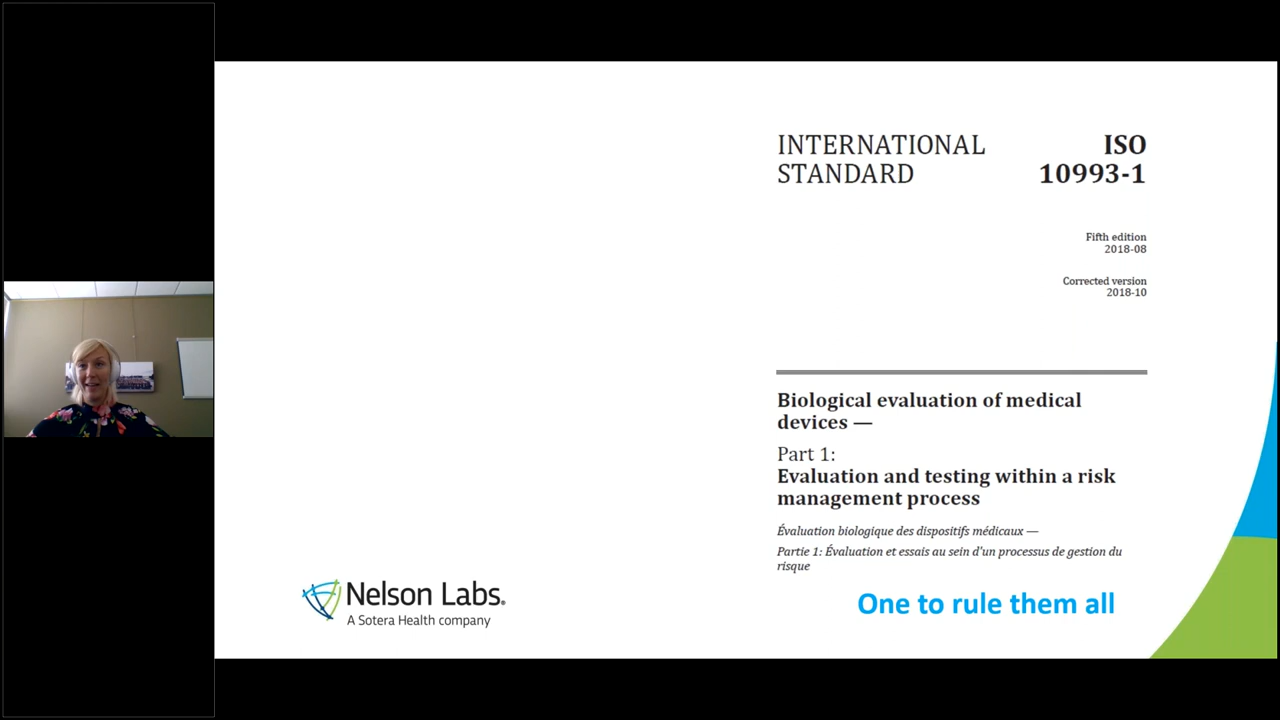 INTERNATIONAL
STANDARD
ISO
10993-1
Fifth edition
2018-08
Corrected version
2018-10
Biological evaluation of medical
devices —
Part 1:
Evaluation and testing within a risk
management process
Évaluation biologique des dispositifs médicaux —
Partie 1: Évaluation et essais au sein d'un processus de gestion du
risque
Nelson Labs®
A Sotera Health company
One to rule them all